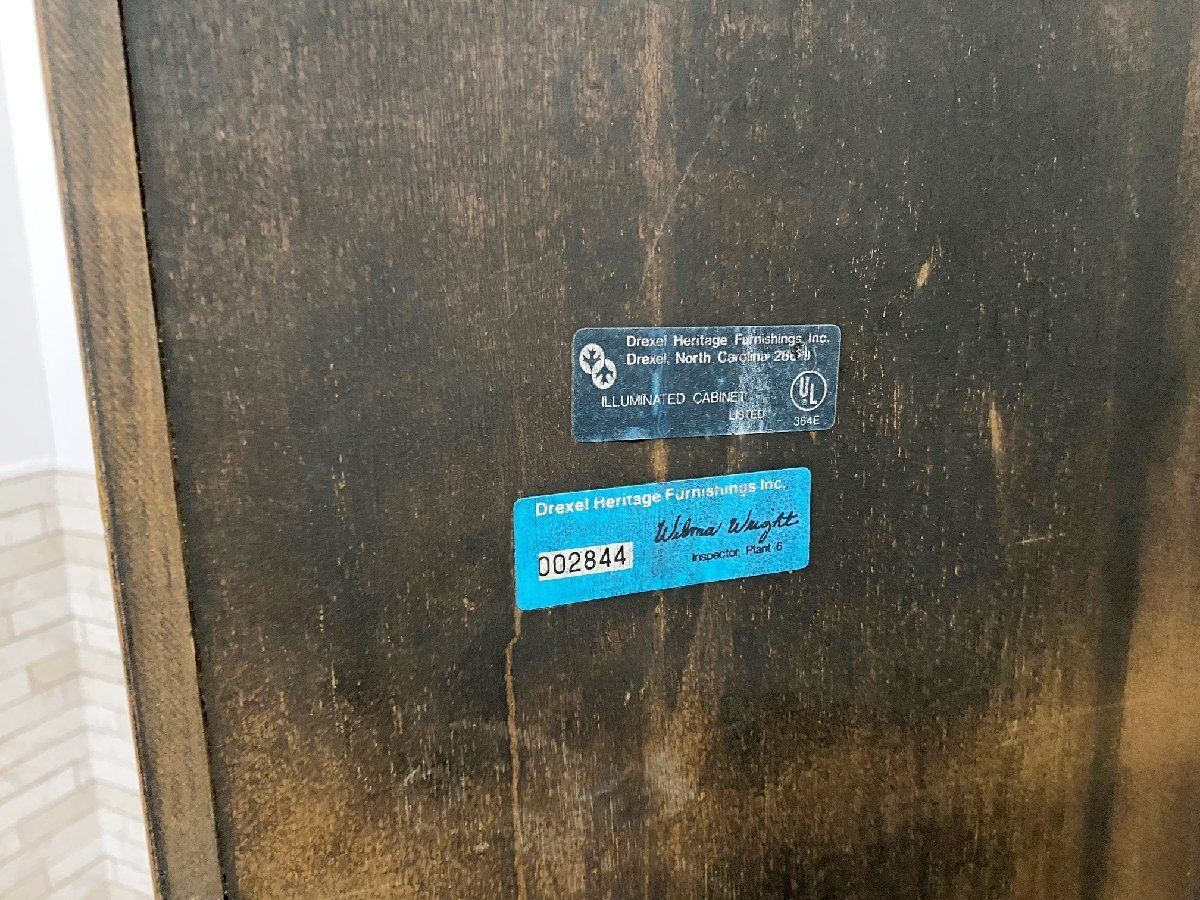 Drexel Heritage Furnishings, Inc.
Drexel, North Carolina
ILLUMINATED CABINET
LISTED
UL
364E
Drexel Heritage Furnishings Inc.
Wilma Wright
002844
Inspector, Plant 6